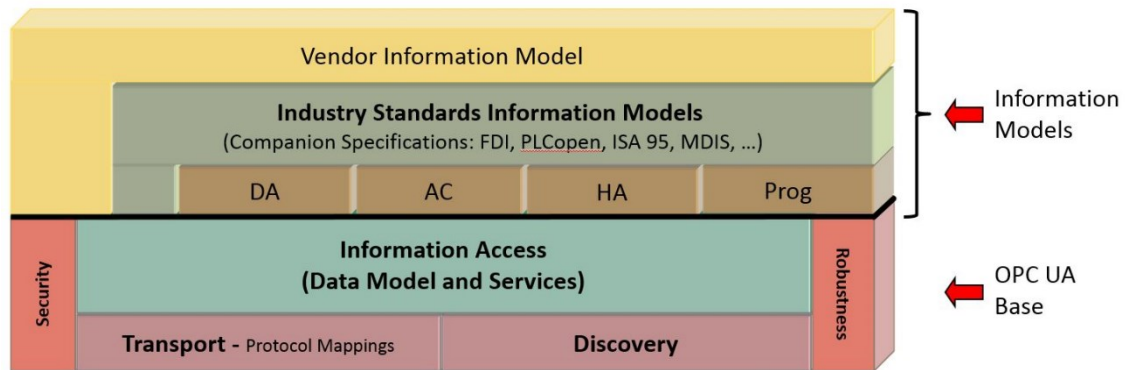 Vendor Information Model
Industry Standards Information Models
(Companion Specifications: FDI, PLCopen, ISA 95, MDIS, ...)
DA
AC
HA
Prog
Information
Models
Security
Information Access
(Data Model and Services)
Robustness
OPC UA
Base
Transport - Protocol Mappings
Discovery